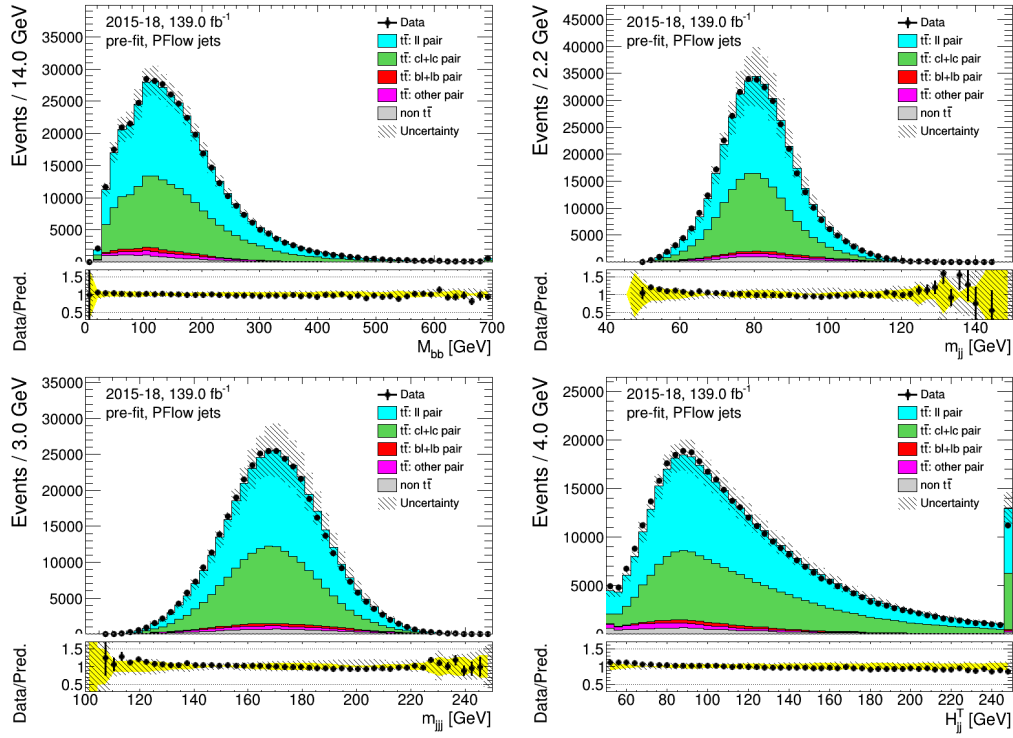 2015-18, 139.0 fb⁻¹
pre-fit, PFlow jets
Data
tt̄: ll pair
tt̄: cl+lc pair
tt̄: bl+lb pair
tt̄: other pair
non tt̄
Uncertainty
Events / 14.0 GeV
35000
30000
25000
20000
15000
10000
5000
0
Data/Pred.
1.5
1
0.5
0 100 200 300 400 500 600 700
M_bb [GeV]
2015-18, 139.0 fb⁻¹
pre-fit, PFlow jets
Data
tt̄: ll pair
tt̄: cl+lc pair
tt̄: bl+lb pair
tt̄: other pair
non tt̄
Uncertainty
Events / 2.2 GeV
45000
40000
35000
30000
25000
20000
15000
10000
5000
0
Data/Pred.
1.5
1
0.5
40 60 80 100 120 140
m_jj [GeV]
2015-18, 139.0 fb⁻¹
pre-fit, PFlow jets
Data
tt̄: ll pair
tt̄: cl+lc pair
tt̄: bl+lb pair
tt̄: other pair
non tt̄
Uncertainty
Events / 3.0 GeV
35000
30000
25000
20000
15000
10000
5000
0
Data/Pred.
1.5
1
0.5
100 120 140 160 180 200 220 240
m_jjj [GeV]
2015-18, 139.0 fb⁻¹
pre-fit, PFlow jets
Data
tt̄: ll pair
tt̄: cl+lc pair
tt̄: bl+lb pair
tt̄: other pair
non tt̄
Uncertainty
Events / 4.0 GeV
25000
20000
15000
10000
5000
0
Data/Pred.
1.5
1
0.5
60 80 100 120 140 160 180 200 220 240
H_jj^T [GeV]